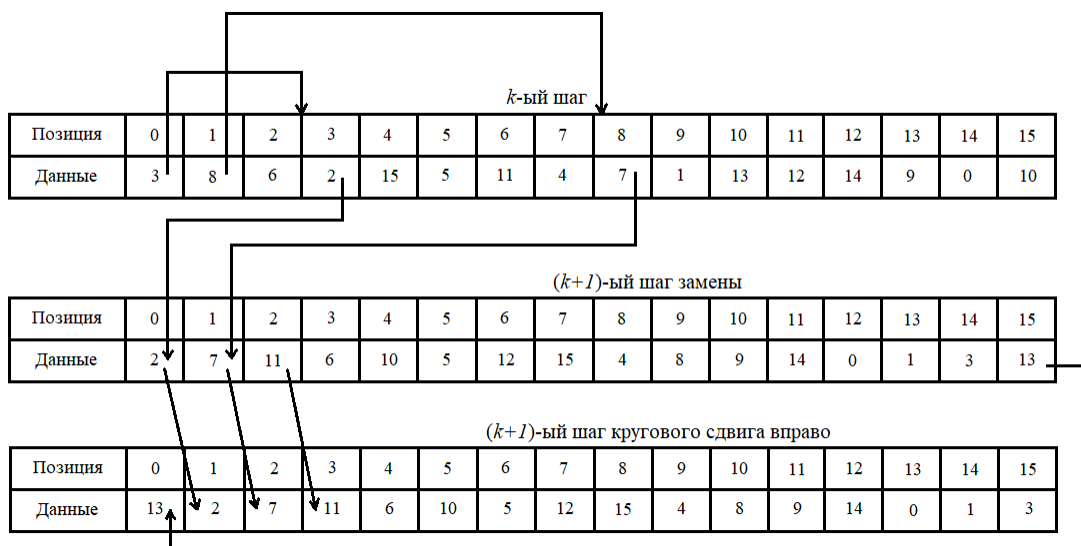 k-ый шаг
Позиция 0 1 2 3 4 5 6 7 8 9 10 11 12 13 14 15
Данные 3 8 6 2 15 5 11 4 7 1 13 12 14 9 0 10
(k+1)-ый шаг замены
Позиция 0 1 2 3 4 5 6 7 8 9 10 11 12 13 14 15
Данные 2 7 11 6 10 5 12 15 4 8 9 14 0 1 3 13
(k+1)-ый шаг кругового сдвига вправо
Позиция 0 1 2 3 4 5 6 7 8 9 10 11 12 13 14 15
Данные 13 2 7 11 6 10 5 12 15 4 8 9 14 0 1 3